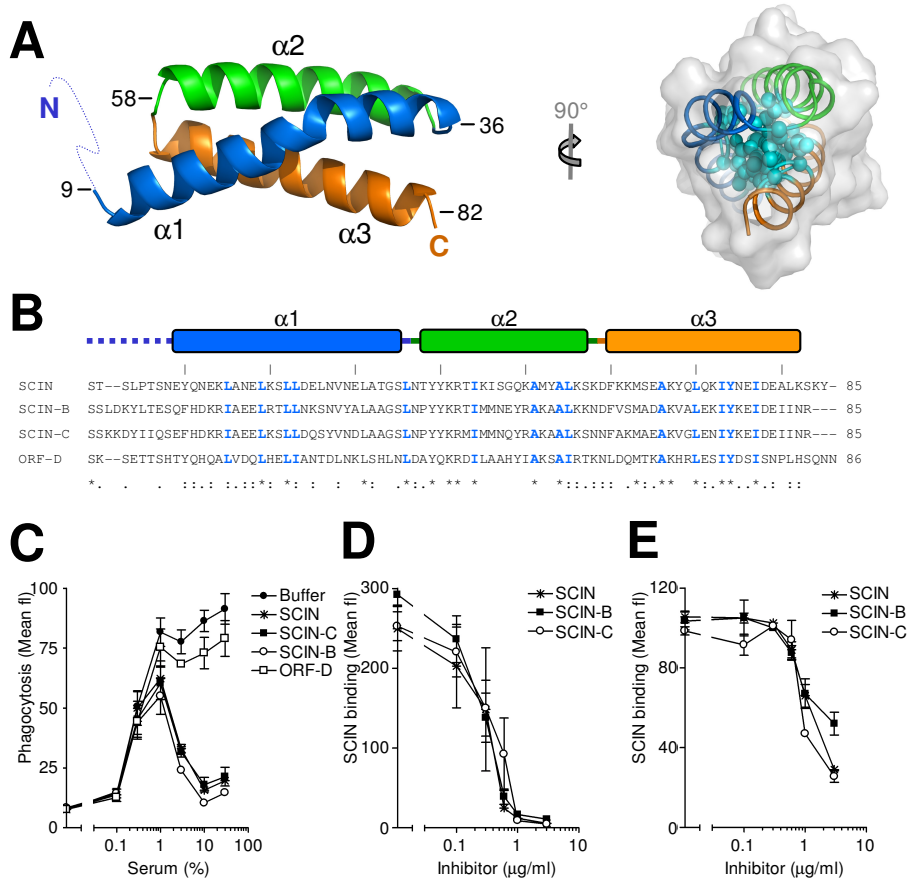 A
α2
58
N
36
9
α1
α3
82
C
90°
B
α1
α2
α3
SCIN ST--SLPTSNEYQNEKLANELKSLLDELNVNELATGSLNTYYKRTIKISGQKAMYALKSKDFKKMSEAKYQLQKIYNEIDEALKSKY- 85
SCIN-B SSLDKYLTESQFHDKRIAEELRTLLNKSNVYALAAGSLNPYYKRTIMMNEYRAKAALKKNDFVSMADAKVALEKIYKEIDEIINR--- 85
SCIN-C SSKKDYIIQSEFHDKRIAEELKSLLDQSYVNDLAAGSLNPYYKRMIMMNQYRAKAALKSNNFAKMAEAKVGLENIYKEIDEIINR--- 85
ORF-D SK--SETTSHTYQHQALVDQLHELIANTDLNKLSHLNLDAYQKRDILAAHYIAKSAIRTKNLDQMTKAKHRLESIYDSISNPLHSQNN 86
C
Phagocytosis (Mean fl)
100
75
50
25
0
0.1
1
10
100
Serum (%)
Buffer
SCIN
SCIN-C
SCIN-B
ORF-D
D
SCIN binding (Mean fl)
300
200
100
0
0.1
1
10
Inhibitor (μg/ml)
SCIN
SCIN-B
SCIN-C
E
SCIN binding (Mean fl)
120
80
40
0
0.1
1
10
Inhibitor (μg/ml)
SCIN
SCIN-B
SCIN-C